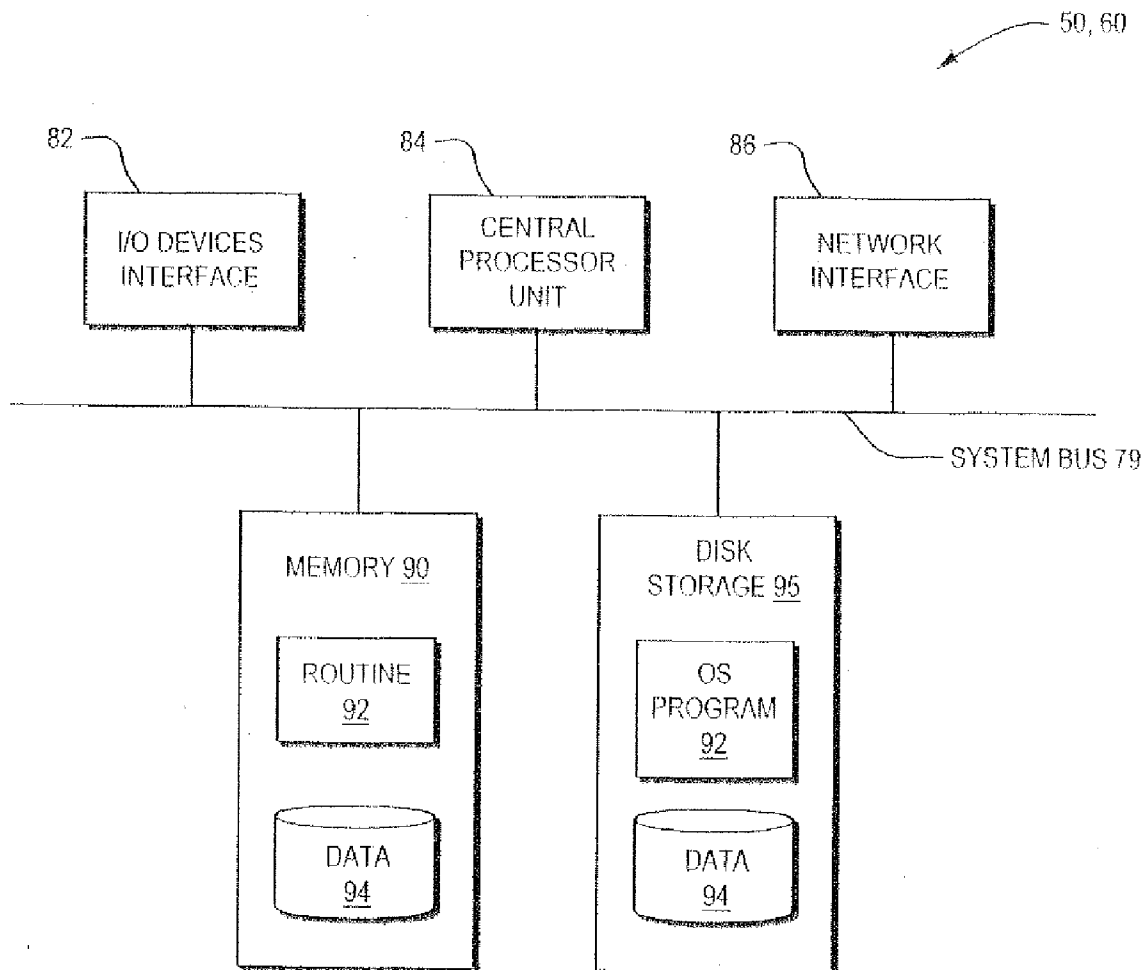 50, 60
82
84
86
I/O DEVICES
INTERFACE
CENTRAL
PROCESSOR
UNIT
NETWORK
INTERFACE
SYSTEM BUS 79
MEMORY 90
ROUTINE
92
DATA
94
DISK
STORAGE 95
OS
PROGRAM
92
DATA
94